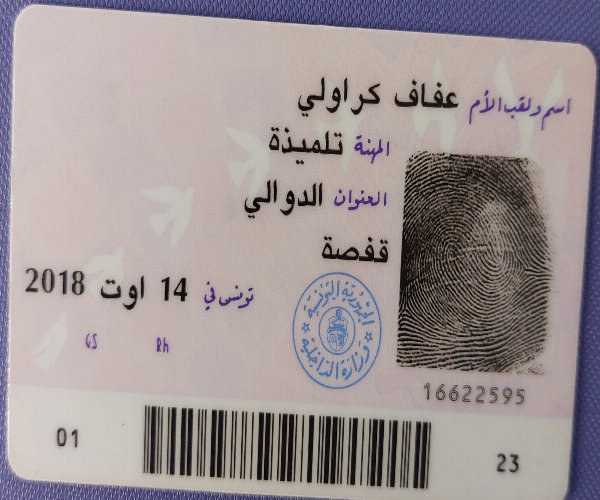 اسم ولقب الأم عفاف كراولي
المهنة تلميذة
العنوان الدوالي
قفصة
تونس في 14 اوت 2018
GS Rh
الجمهورية التونسية
وزارة الداخلية
16622595
01 23